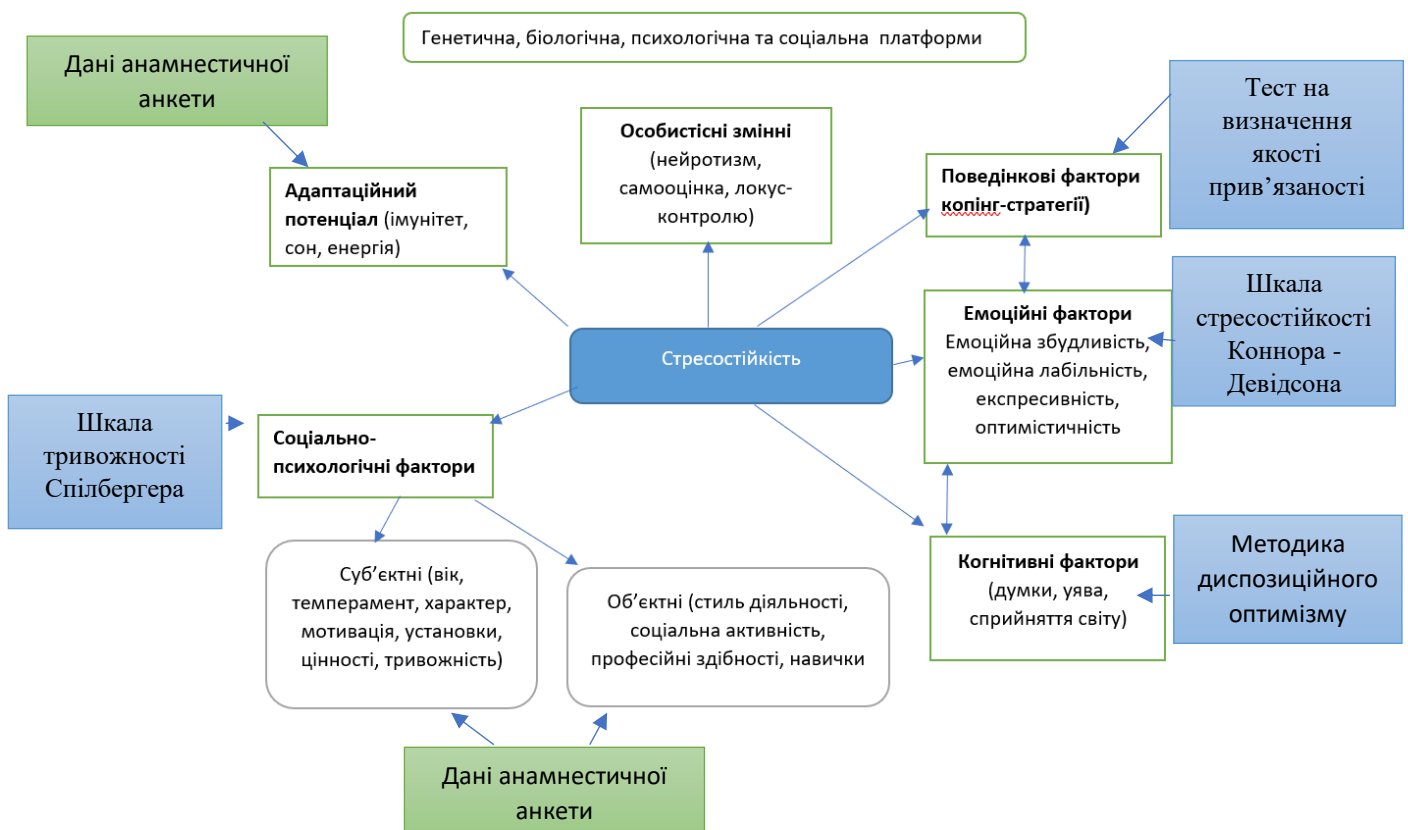 Генетична, біологічна, психологічна та соціальна платформи
Дані анамнестичної
анкети
Тест на
визначення
якості
прив’язаності
Особистісні змінні
(нейротизм,
самооцінка, локус-
контролю)
Адаптаційний
потенціал (імунітет,
сон, енергія)
Поведінкові фактори
копінг-стратегії)
Стресостійкість
Емоційні фактори
Емоційна збудливість,
емоційна лабільність,
експресивність,
оптимістичність
Шкала
стресостійкості
Коннора -
Девідсона
Шкала
тривожності
Спілбергера
Соціально-
психологічні фактори
Суб’єктні (вік,
темперамент, характер,
мотивація, установки,
цінності, тривожність)
Об’єктні (стиль діяльності,
соціальна активність,
професійні здібності, навички
Когнітивні фактори
(думки, уява,
сприйняття світу)
Методика
диспозиційного
оптимізму
Дані анамнестичної
анкети